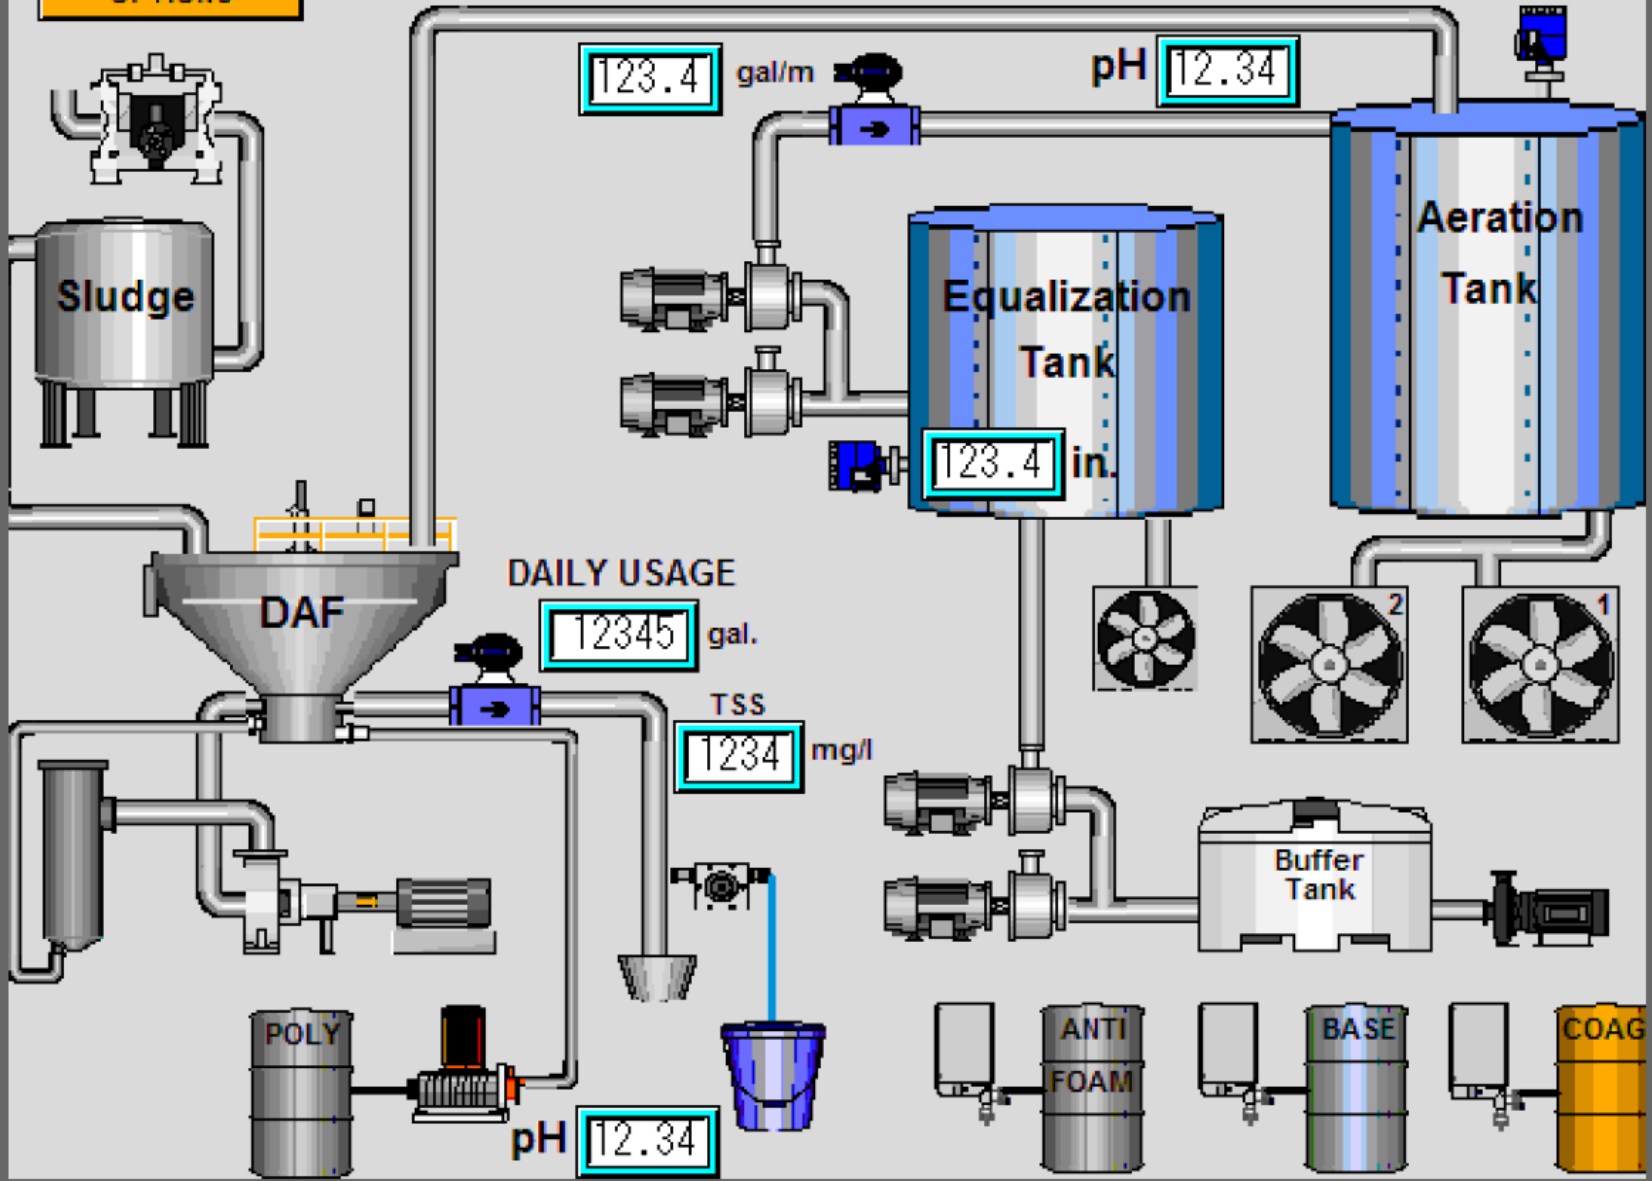 123.4 gal/m
pH 12.34
Aeration
Tank
Sludge
Equalization
Tank
123.4 in.
DAF
DAILY USAGE
12345 gal.
TSS
1234 mg/l
2
1
Buffer
Tank
POLY
pH 12.34
ANTI
FOAM
BASE
COAG